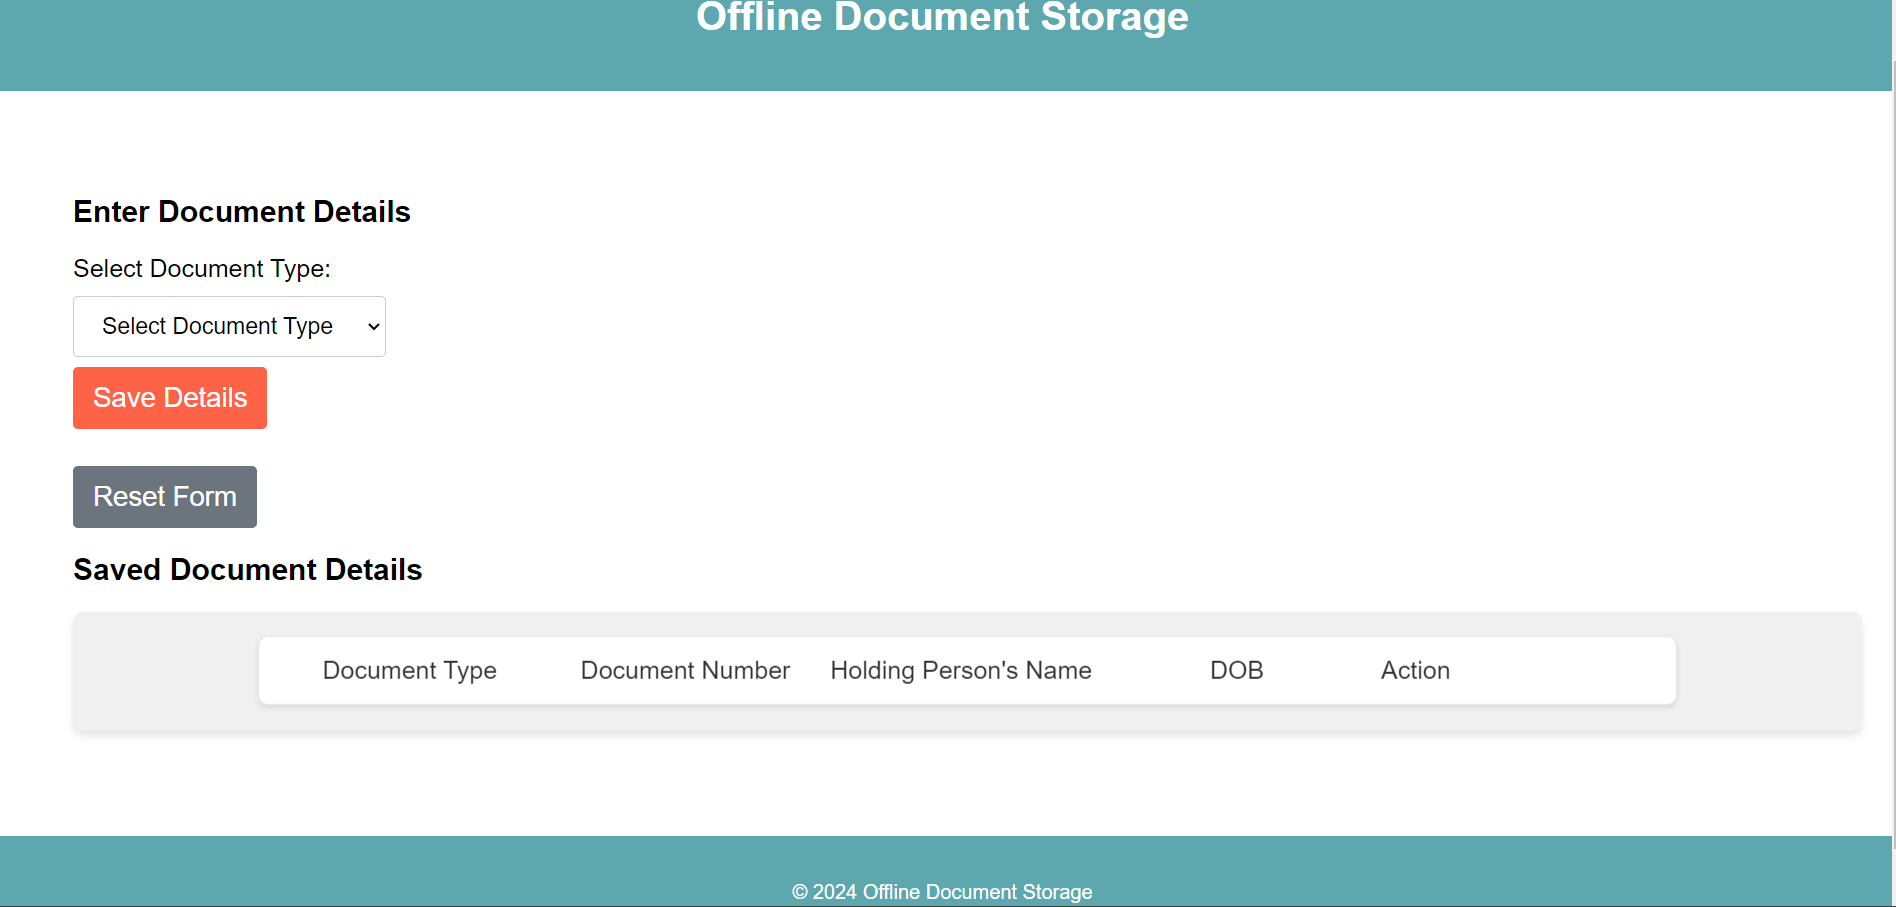 Offline Document Storage
Enter Document Details
Select Document Type:
Select Document Type
Save Details
Reset Form
Saved Document Details
Document Type Document Number Holding Person's Name DOB Action
© 2024 Offline Document Storage